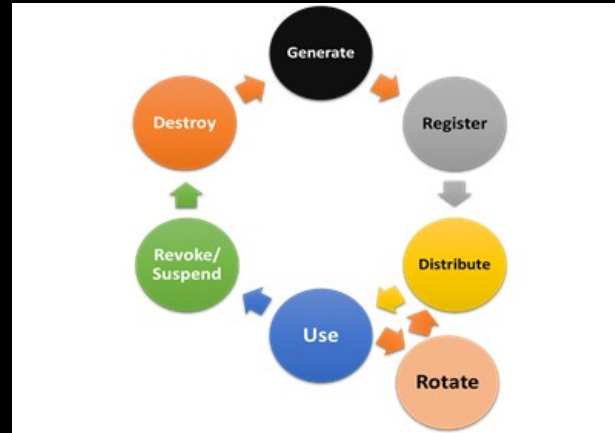 Generate
Register
Distribute
Rotate
Use
Revoke/
Suspend
Destroy